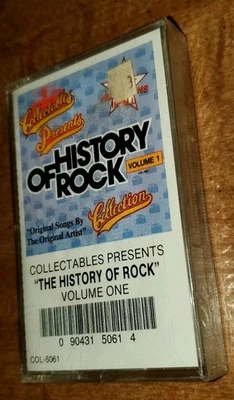 Collectables
Presents
HISTORY
OF ROCK
VOLUME 1
"Original Songs By
The Original Artist"
Collection
COLLECTABLES PRESENTS
"THE HISTORY OF ROCK"
VOLUME ONE
0 90431 5061 4
COL-5061